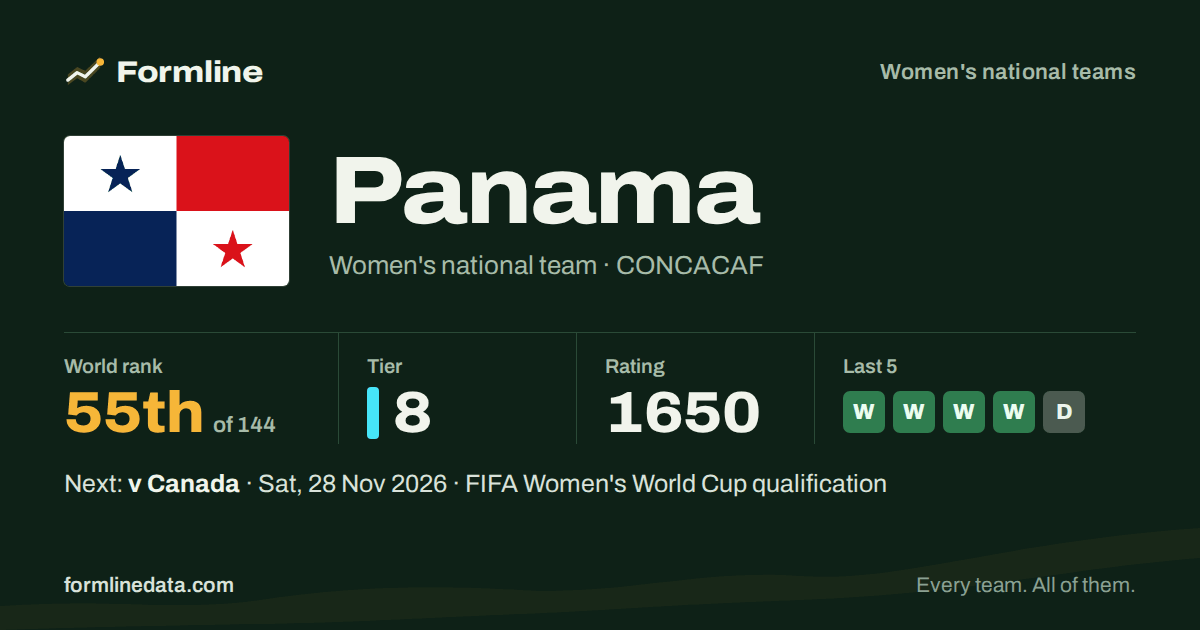 Formline
Women's national teams
Panama
Women's national team · CONCACAF
World rank
55th of 144
Tier
8
Rating
1650
Last 5
W W W W D
Next: v Canada · Sat, 28 Nov 2026 · FIFA Women's World Cup qualification
formlinedata.com
Every team. All of them.